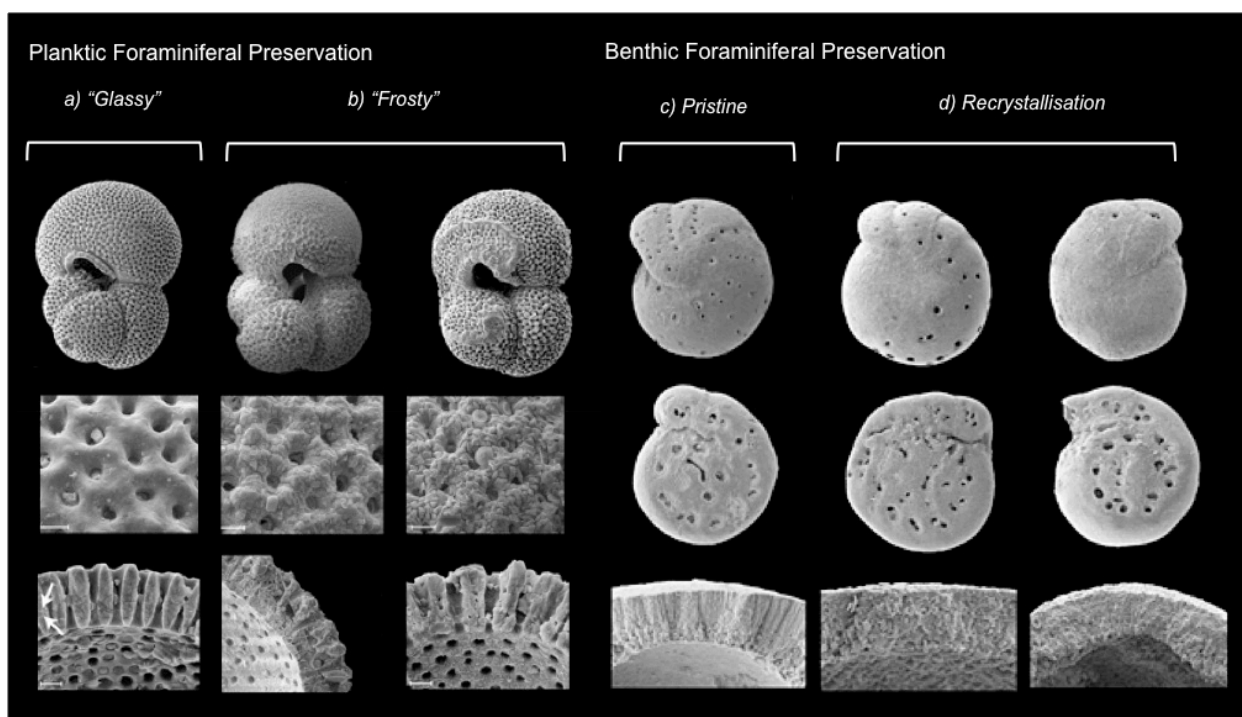 Planktic Foraminiferal Preservation
Benthic Foraminiferal Preservation
a) “Glassy”
b) “Frosty”
c) Pristine
d) Recrystallisation